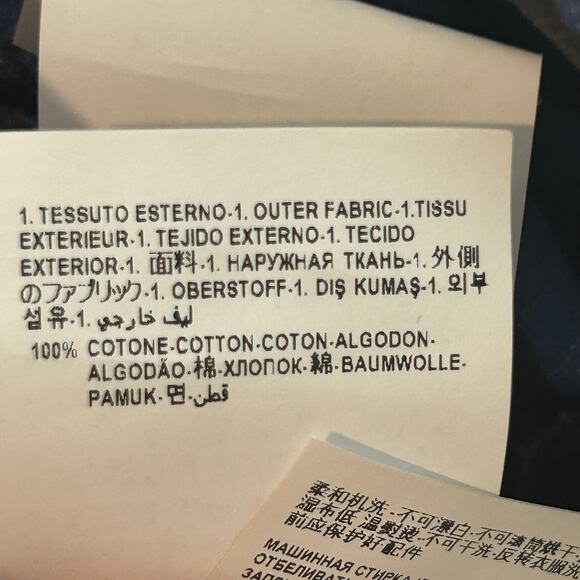 1. TESSUTO ESTERNO-1. OUTER FABRIC-1.TISSU
EXTERIEUR-1. TEJIDO EXTERNO-1. TECIDO
EXTERIOR-1. 面料-1. НАРУЖНАЯ ТКАНЬ-1. 外側
のファブリック-1. OBERSTOFF-1. DIŞ KUMAŞ-1. 외부
섬유-1. ليف خارجي
100% COTONE-COTTON-COTON-ALGODON-
ALGODÃO-棉-ХЛОПОК-綿-BAUMWOLLE-
PAMUK-면-قطن
柔和机洗-不可漂白-不可滚筒烘干
湿布低温熨烫-不可干洗-反转衣服洗
前应保护好配件
МАШИННАЯ СТИРКА
ОТБЕЛИВАТ